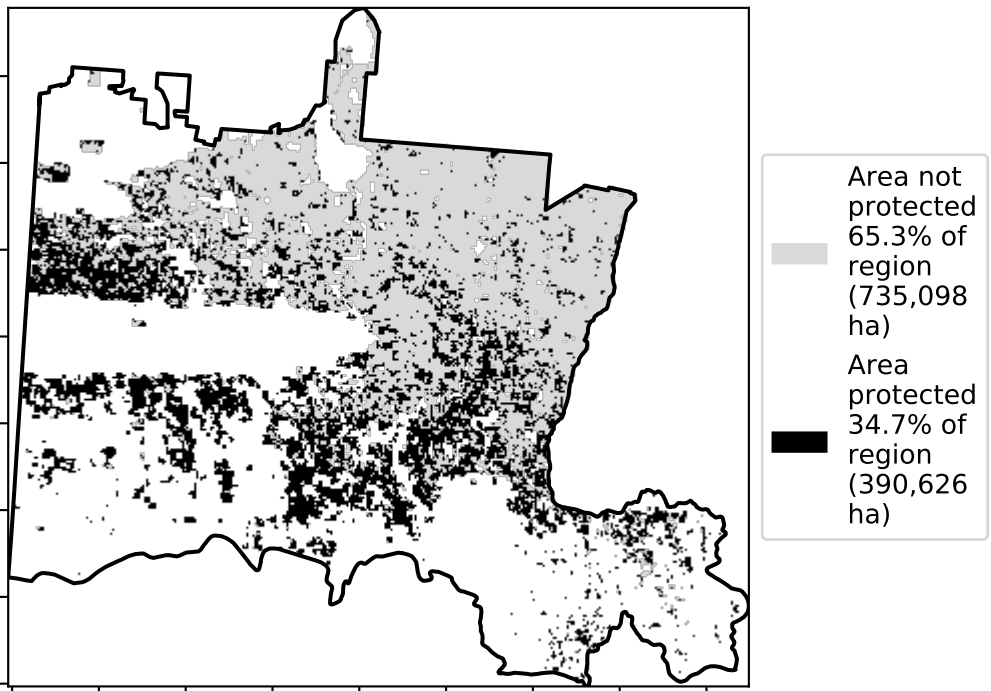 Area not
protected
65.3% of
region
(735,098
ha)
Area
protected
34.7% of
region
(390,626
ha)